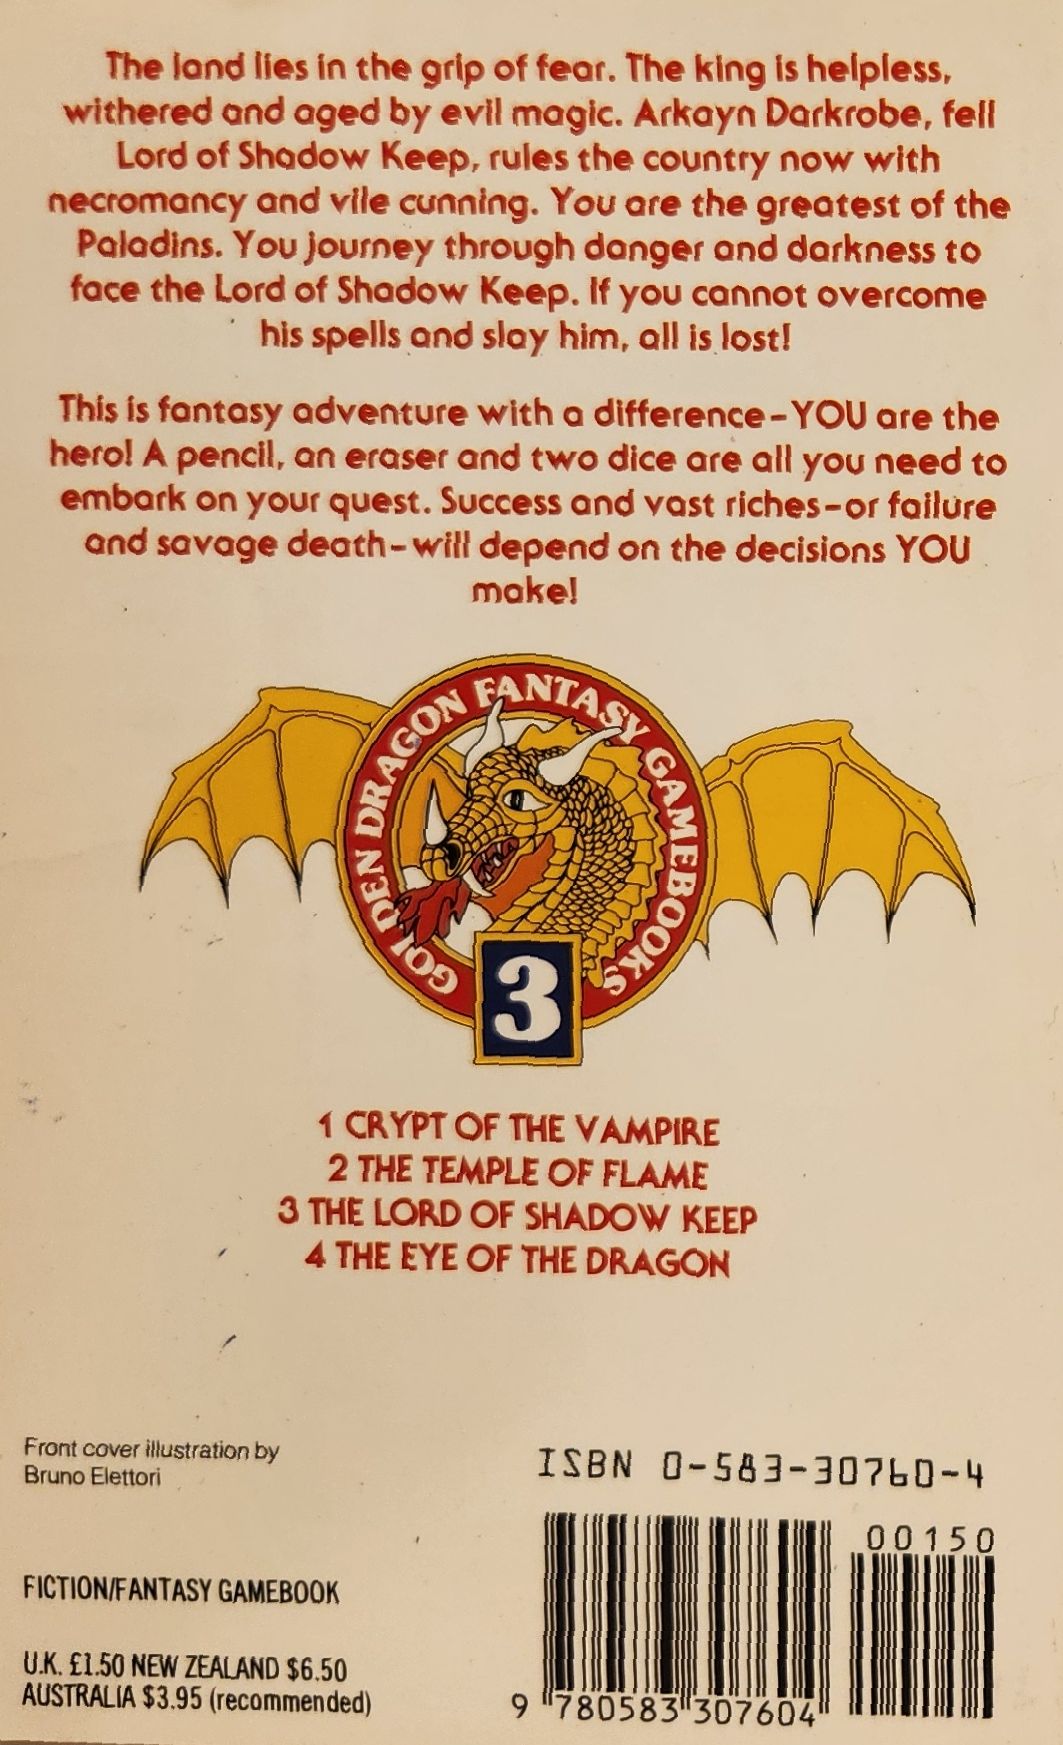 The land lies in the grip of fear. The king is helpless,
withered and aged by evil magic. Arkayn Darkrobe, fell
Lord of Shadow Keep, rules the country now with
necromancy and vile cunning. You are the greatest of the
Paladins. You journey through danger and darkness to
face the Lord of Shadow Keep. If you cannot overcome
his spells and slay him, all is lost!
This is fantasy adventure with a difference–YOU are the
hero! A pencil, an eraser and two dice are all you need to
embark on your quest. Success and vast riches–or failure
and savage death–will depend on the decisions YOU
make!
GOLDEN DRAGON FANTASY GAMEBOOKS
3
1 CRYPT OF THE VAMPIRE
2 THE TEMPLE OF FLAME
3 THE LORD OF SHADOW KEEP
4 THE EYE OF THE DRAGON
Front cover illustration by
Bruno Elettori
FICTION/FANTASY GAMEBOOK
U.K. £1.50 NEW ZEALAND $6.50
AUSTRALIA $3.95 (recommended)
ISBN 0-583-30760-4
00150
9 780583 307604